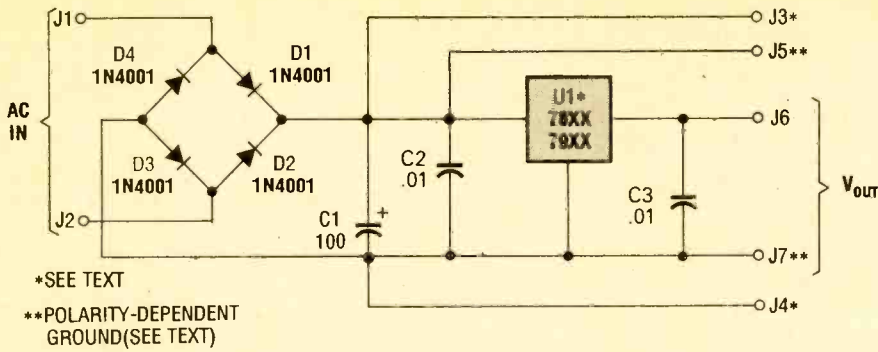 J1
D4
1N4001
D1
1N4001
AC
IN
D3
1N4001
D2
1N4001
J2
C1
100
+
C2
.01
U1*
78XX
79XX
C3
.01
J3*
J5**
J6
VOUT
J7**
J4*
*SEE TEXT
**POLARITY-DEPENDENT
GROUND(SEE TEXT)